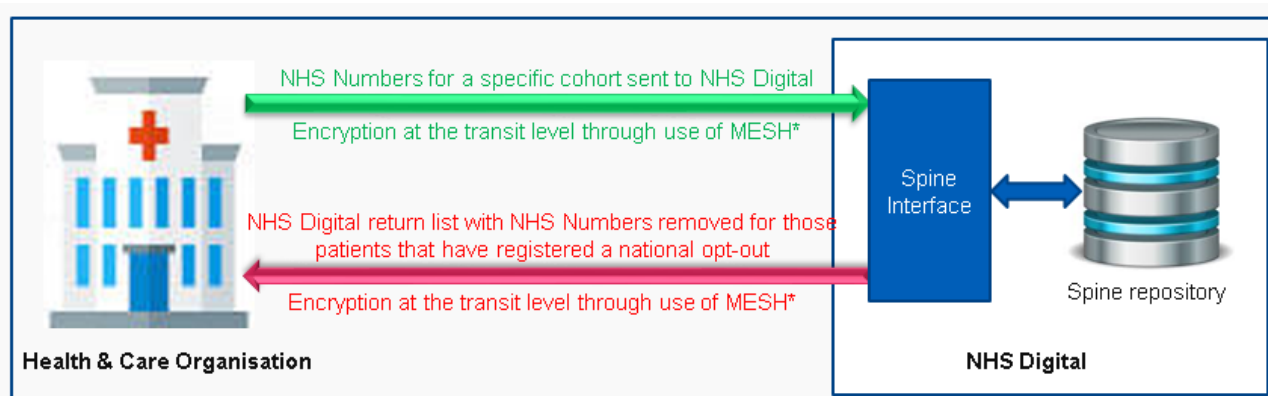 NHS Numbers for a specific cohort sent to NHS Digital
Encryption at the transit level through use of MESH*
NHS Digital return list with NHS Numbers removed for those
patients that have registered a national opt-out
Encryption at the transit level through use of MESH*
Health & Care Organisation
Spine
Interface
Spine repository
NHS Digital